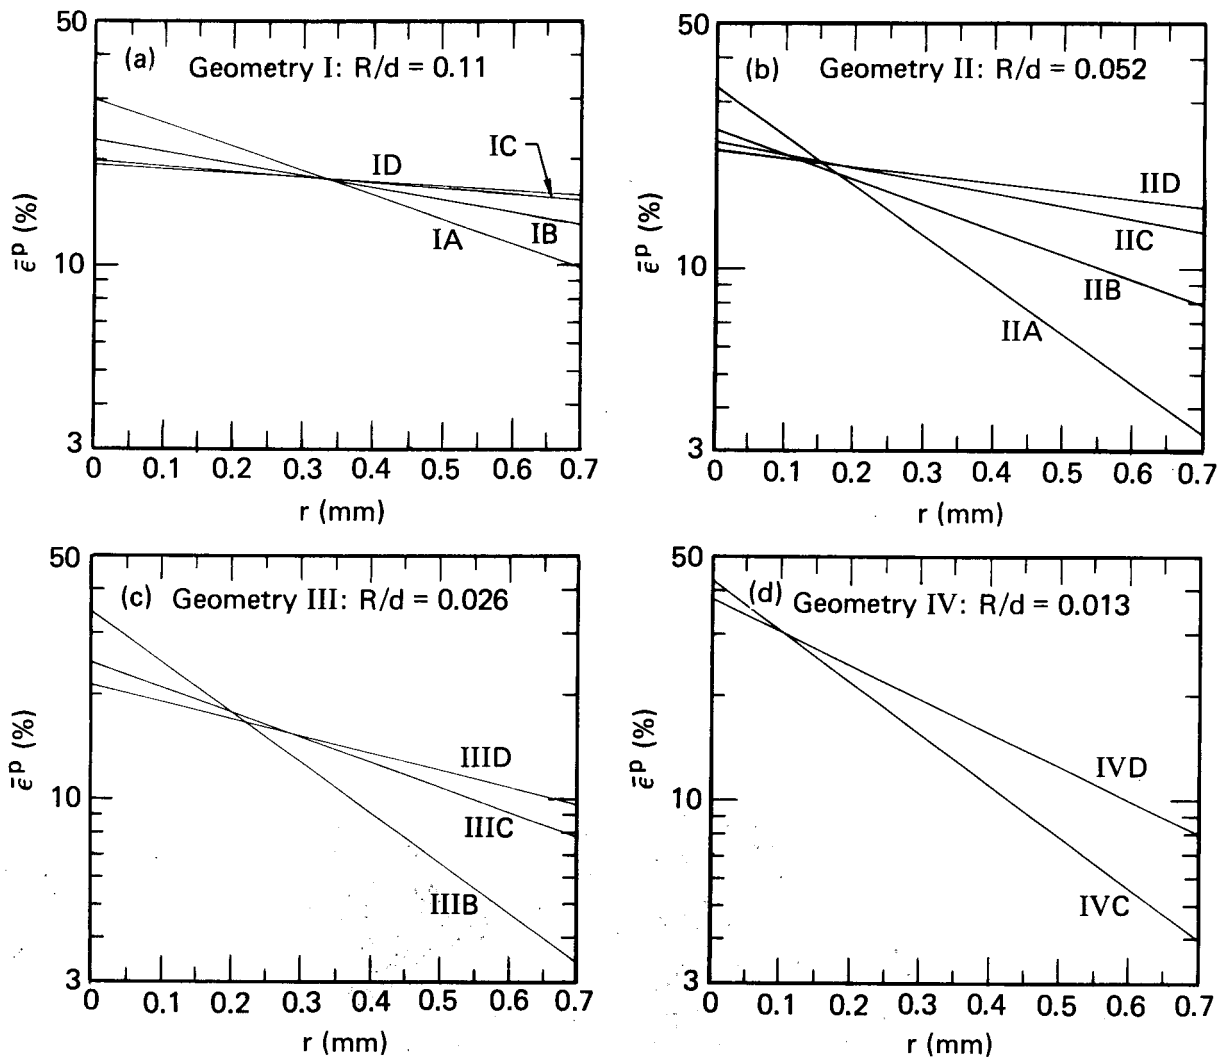 50
(a)
Geometry I: R/d = 0.11
IC
ID
IB
IA
10
3
ε̄ᵖ (%)
0 0.1 0.2 0.3 0.4 0.5 0.6 0.7
r (mm)
50
(b)
Geometry II: R/d = 0.052
IID
IIC
IIB
IIA
10
3
ε̄ᵖ (%)
0 0.1 0.2 0.3 0.4 0.5 0.6 0.7
r (mm)
50
(c) Geometry III: R/d = 0.026
IIID
IIIC
IIIB
10
3
ε̄ᵖ (%)
0 0.1 0.2 0.3 0.4 0.5 0.6 0.7
r (mm)
50
(d) Geometry IV: R/d = 0.013
IVD
IVC
10
3
ε̄ᵖ (%)
0 0.1 0.2 0.3 0.4 0.5 0.6 0.7
r (mm)